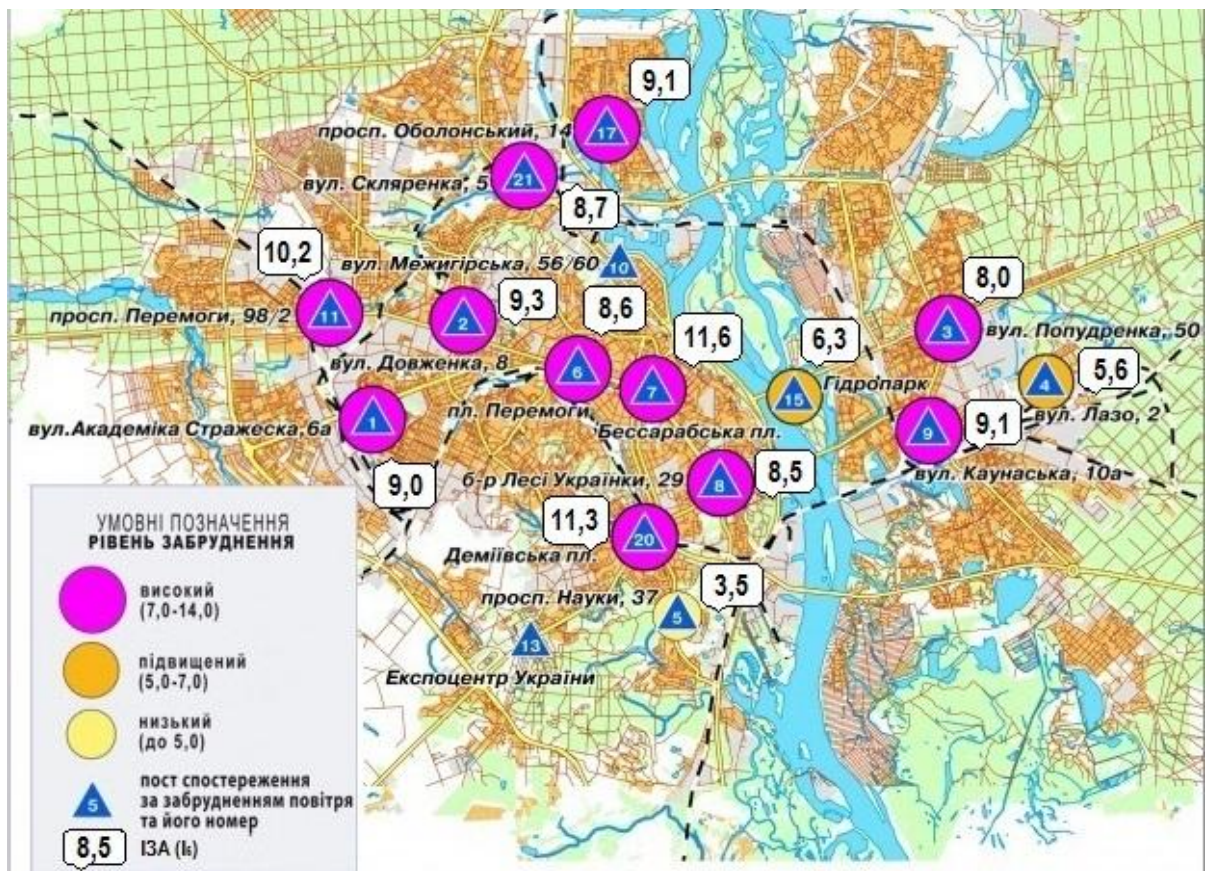 9,1
просп. Оболонський, 14
17
вул. Скляренка, 5
21
8,7
10,2
вул. Межигірська, 56/60
10
9,3
8,6
8,0
просп. Перемоги, 98/2
11
2
3
вул. Попудренка, 50
11,6
6,3
вул. Довженка, 8
6
7
15
Гідропарк
4
5,6
пл. Перемоги
вул. Лазо, 2
вул.Академіка Стражеска,6а
1
Бессарабська пл.
9
9,1
вул. Каунаська, 10а
9,0
б-р Лесі Українки, 29
8
8,5
11,3
20
Деміївська пл.
просп. Науки, 37
3,5
5
13
Експоцентр України
УМОВНІ ПОЗНАЧЕННЯ
РІВЕНЬ ЗАБРУДНЕННЯ
високий
(7,0-14,0)
підвищений
(5,0-7,0)
низький
(до 5,0)
5
пост спостереження
за забрудненням повітря
та його номер
8,5
ІЗА (I₅)